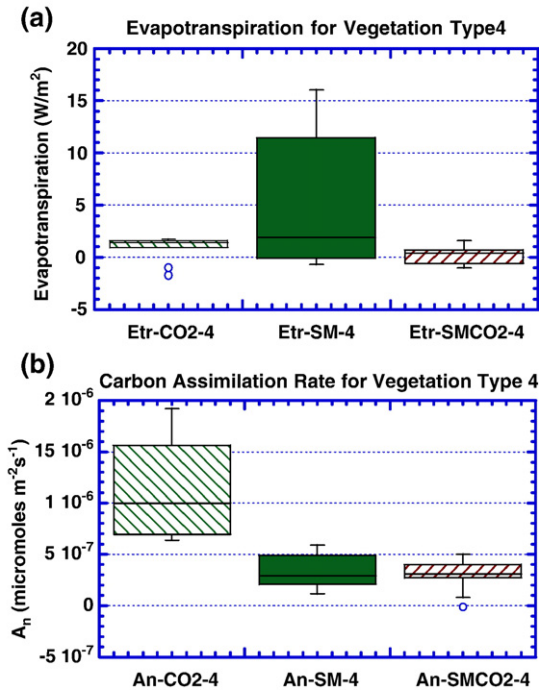 (a)
Evapotranspiration for Vegetation Type4
Evapotranspiration (W/m²)
20
15
10
5
0
-5
Etr-CO2-4 Etr-SM-4 Etr-SMCO2-4
(b)
Carbon Assimilation Rate for Vegetation Type 4
Aₙ (micromoles m⁻²s⁻¹)
2 10⁻⁶
15 10⁻⁶
1 10⁻⁶
5 10⁻⁷
0
-5 10⁻⁷
An-CO2-4 An-SM-4 An-SMCO2-4